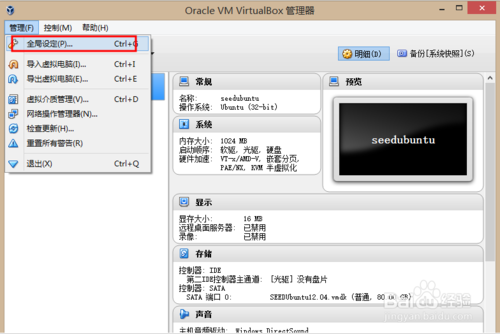 Oracle VM VirtualBox 管理器
管理(F) 控制(M) 帮助(H)
全局设定(P)... Ctrl+G
导入虚拟电脑(I)... Ctrl+I
导出虚拟电脑(E)... Ctrl+E
虚拟介质管理(V)... Ctrl+D
网络操作管理器(N)...
检查更新(H)...
重置所有警告(R)
退出(X) Ctrl+Q
明细(D) 备份[系统快照](S)
常规
名称: seedubuntu
操作系统: Ubuntu (32-bit)
系统
内存大小: 1024 MB
启动顺序: 软驱, 光驱, 硬盘
硬件加速: VT-x/AMD-V, 嵌套分页,
PAE/NX, KVM 半虚拟化
预览
seedubuntu
显示
显存大小: 16 MB
远程桌面服务器: 已禁用
录像: 已禁用
存储
控制器: IDE
第二IDE控制器主通道: [光驱] 没有盘片
控制器: SATA
SATA 端口 0: SEEDUbuntu12.04.vmdk (普通, 80.00 GB)
声音
主机音频驱动: Windows DirectSound
Baidu 经验